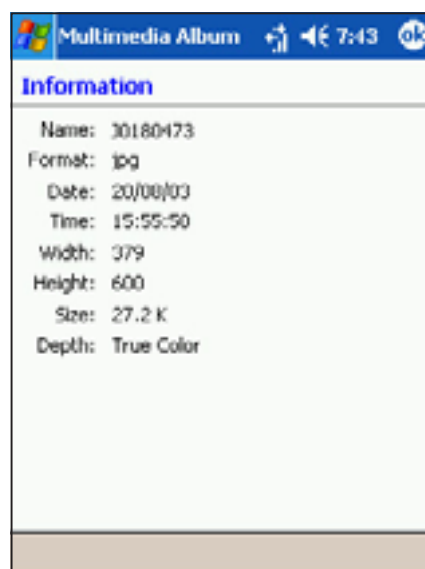 Multimedia Album 7:43 ok
Information
Name: J0180473
Format: jpg
Date: 20/08/03
Time: 15:55:50
Width: 379
Height: 600
Size: 27.2 K
Depth: True Color